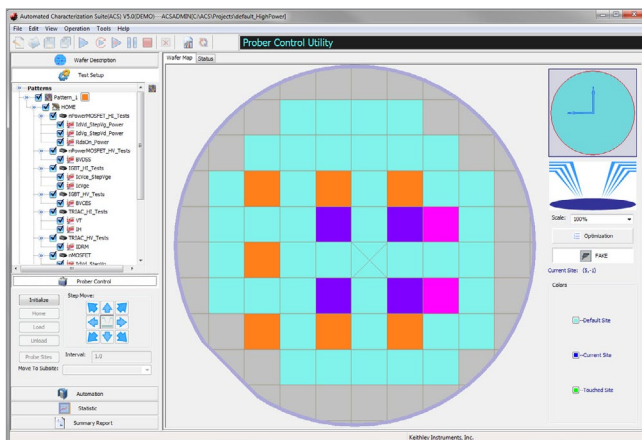 Automated Characterization Suite(ACS) V5.0(DEMO) - ACSADMIN[C:\ACS\Projects\default_HighPower]
File Edit View Operation Tools Help
Prober Control Utility
Wafer Description
Test Setup
Patterns
Pattern_1
HOME
nPowerMOSFET_HI_Tests
IdVd_StepVg_Power
IdVg_StepVd_Power
RdsOn_Power
nPowerMOSFET_HV_Tests
BVDSS
IGBT_HI_Tests
IcVce_StepVge
IcVge
IGBT_HV_Tests
BVCES
TRIAC_HI_Tests
VT
IH
TRIAC_HV_Tests
IDRM
nMOSFET
Prober Control
Initialize
Home
Load
Unload
Probe Sites
Step Move:
Interval: 1.0
Move To Subsite:
Automation
Statistic
Summary Report
Wafer Map Status
Scale: 100%
Optimization
FAKE
Current Site: (5,-1)
Colors
-Default Site
-Current Site
-Touched Site
Keithley Instruments, Inc.